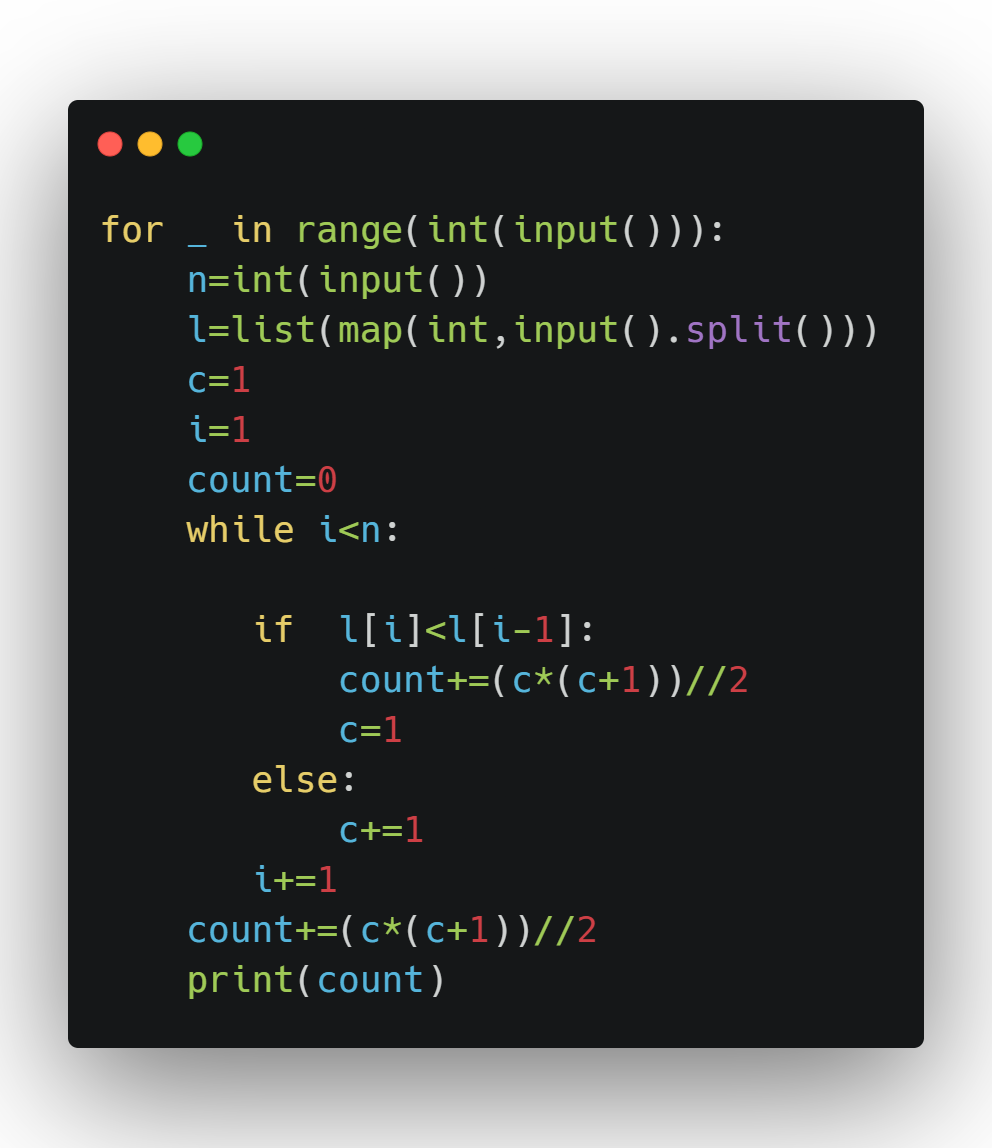 for _ in range(int(input())):
    n=int(input())
    l=list(map(int,input().split()))
    c=1
    i=1
    count=0
    while i<n:

       if  l[i]<l[i-1]:
           count+=(c*(c+1))//2
           c=1
       else:
           c+=1
       i+=1
    count+=(c*(c+1))//2
    print(count)